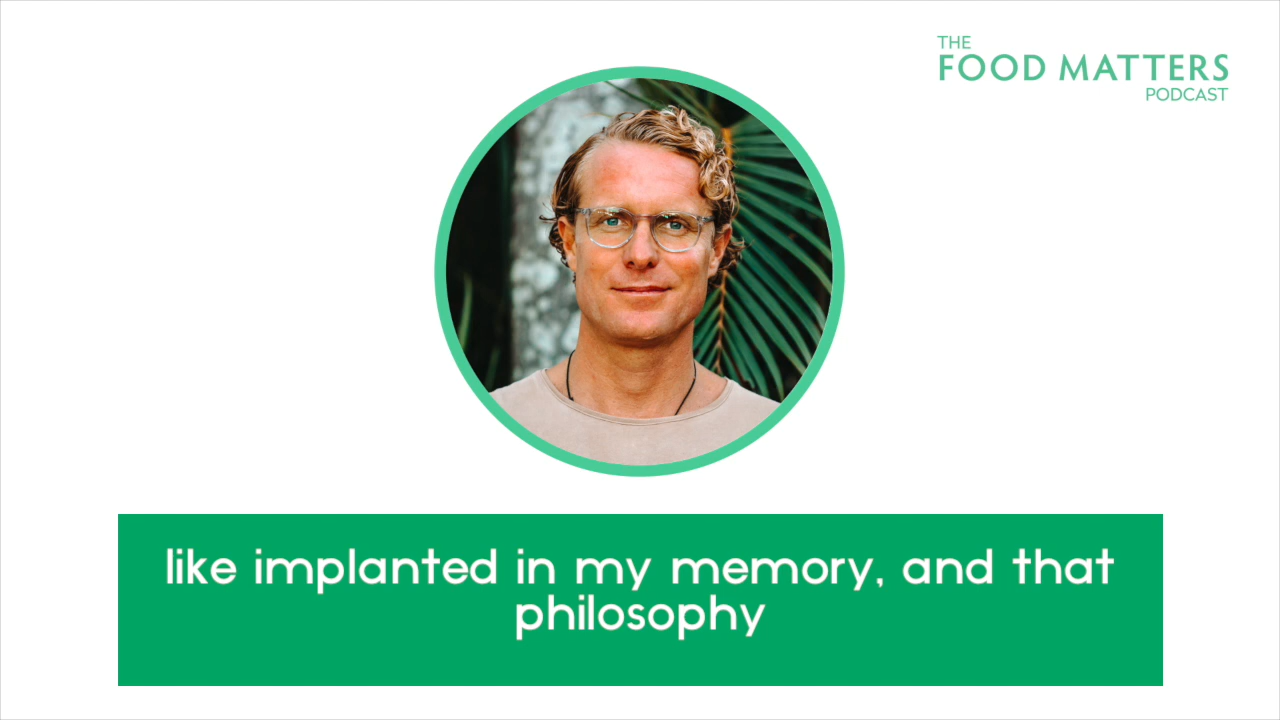 THE
FOOD MATTERS
PODCAST
like implanted in my memory, and that
philosophy